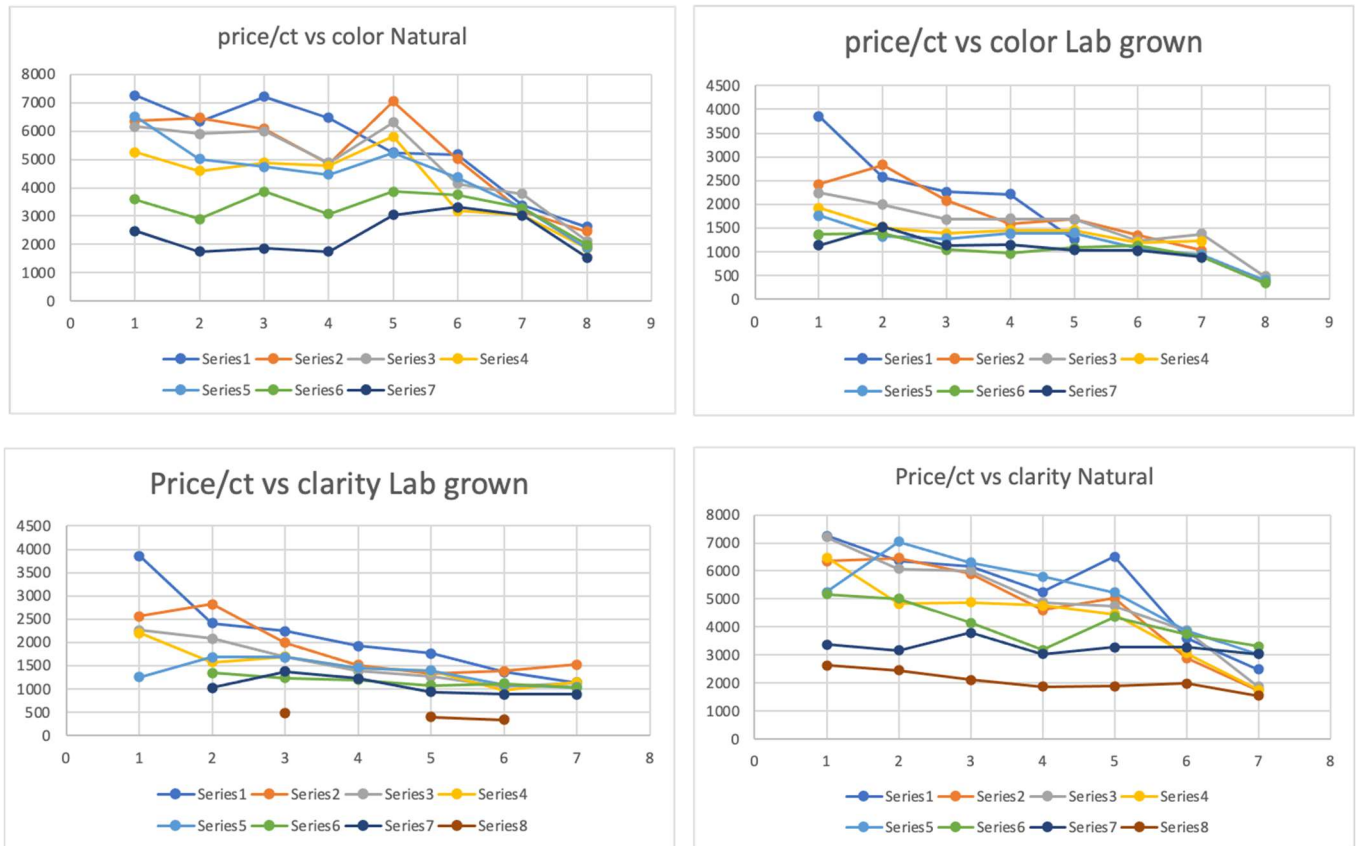 price/ct vs color Natural
8000
7000
6000
5000
4000
3000
2000
1000
0
0 1 2 3 4 5 6 7 8 9
Series1 Series2 Series3 Series4
Series5 Series6 Series7
price/ct vs color Lab grown
4500
4000
3500
3000
2500
2000
1500
1000
500
0
0 1 2 3 4 5 6 7 8 9
Series1 Series2 Series3 Series4
Series5 Series6 Series7
Price/ct vs clarity Lab grown
4500
4000
3500
3000
2500
2000
1500
1000
500
0
0 1 2 3 4 5 6 7 8
Series1 Series2 Series3 Series4
Series5 Series6 Series7 Series8
Price/ct vs clarity Natural
8000
7000
6000
5000
4000
3000
2000
1000
0
0 1 2 3 4 5 6 7 8
Series1 Series2 Series3 Series4
Series5 Series6 Series7 Series8